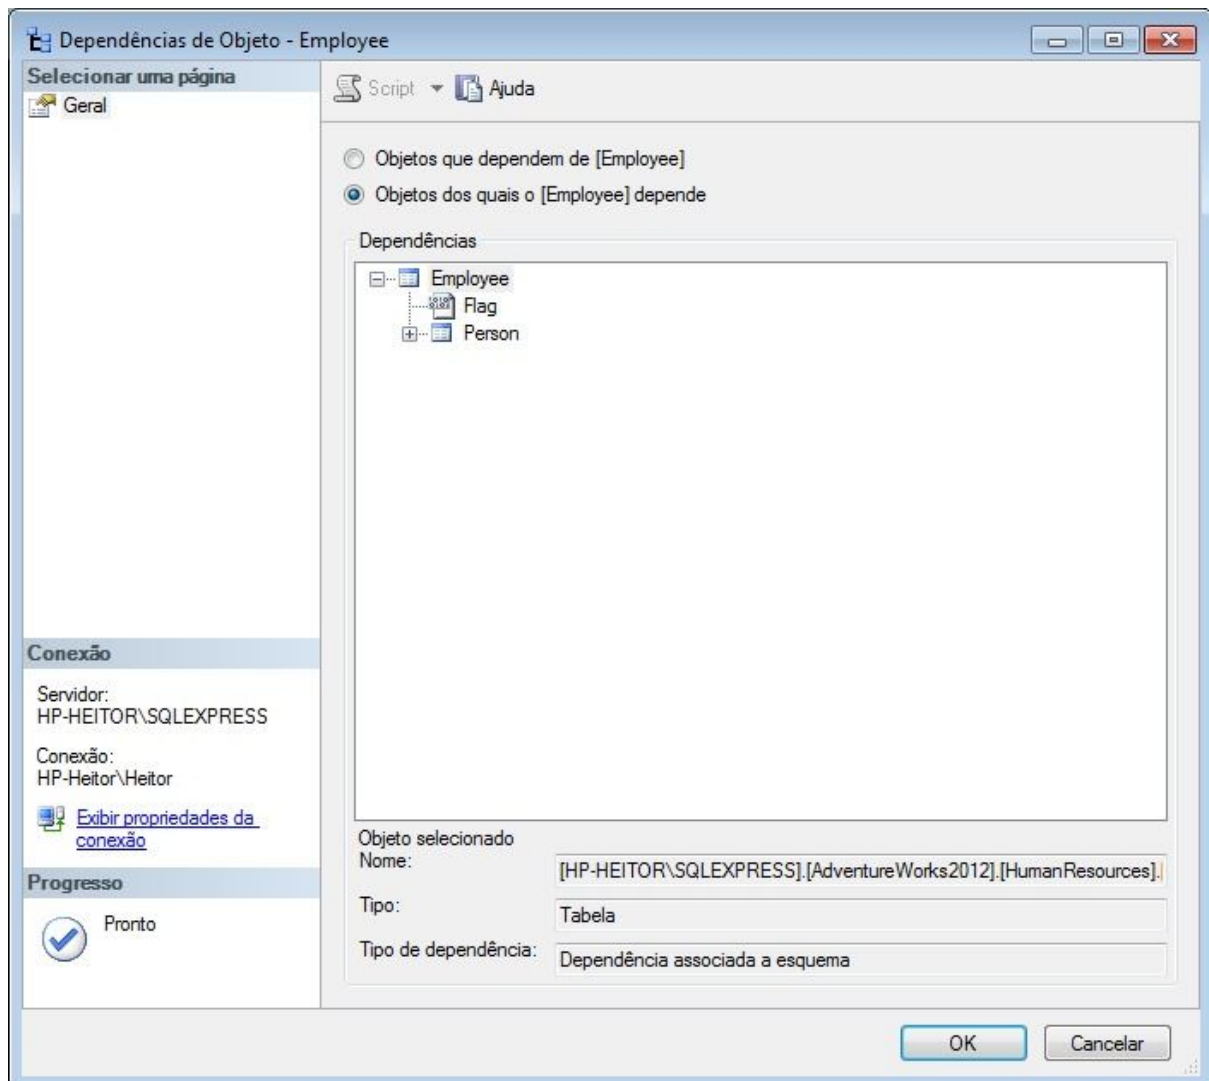 Dependências de Objeto - Employee
Selecionar uma página
Geral
Script
Ajuda
Objetos que dependem de [Employee]
Objetos dos quais o [Employee] depende
Dependências
Employee
Flag
Person
Conexão
Servidor:
HP-HEITOR\SQLEXPRESS
Conexão:
HP-Heitor\Heitor
Exibir propriedades da
conexão
Progresso
Pronto
Objeto selecionado
Nome:
[HP-HEITOR\SQLEXPRESS].[AdventureWorks2012].[HumanResources].
Tipo:
Tabela
Tipo de dependência:
Dependência associada a esquema
OK
Cancelar